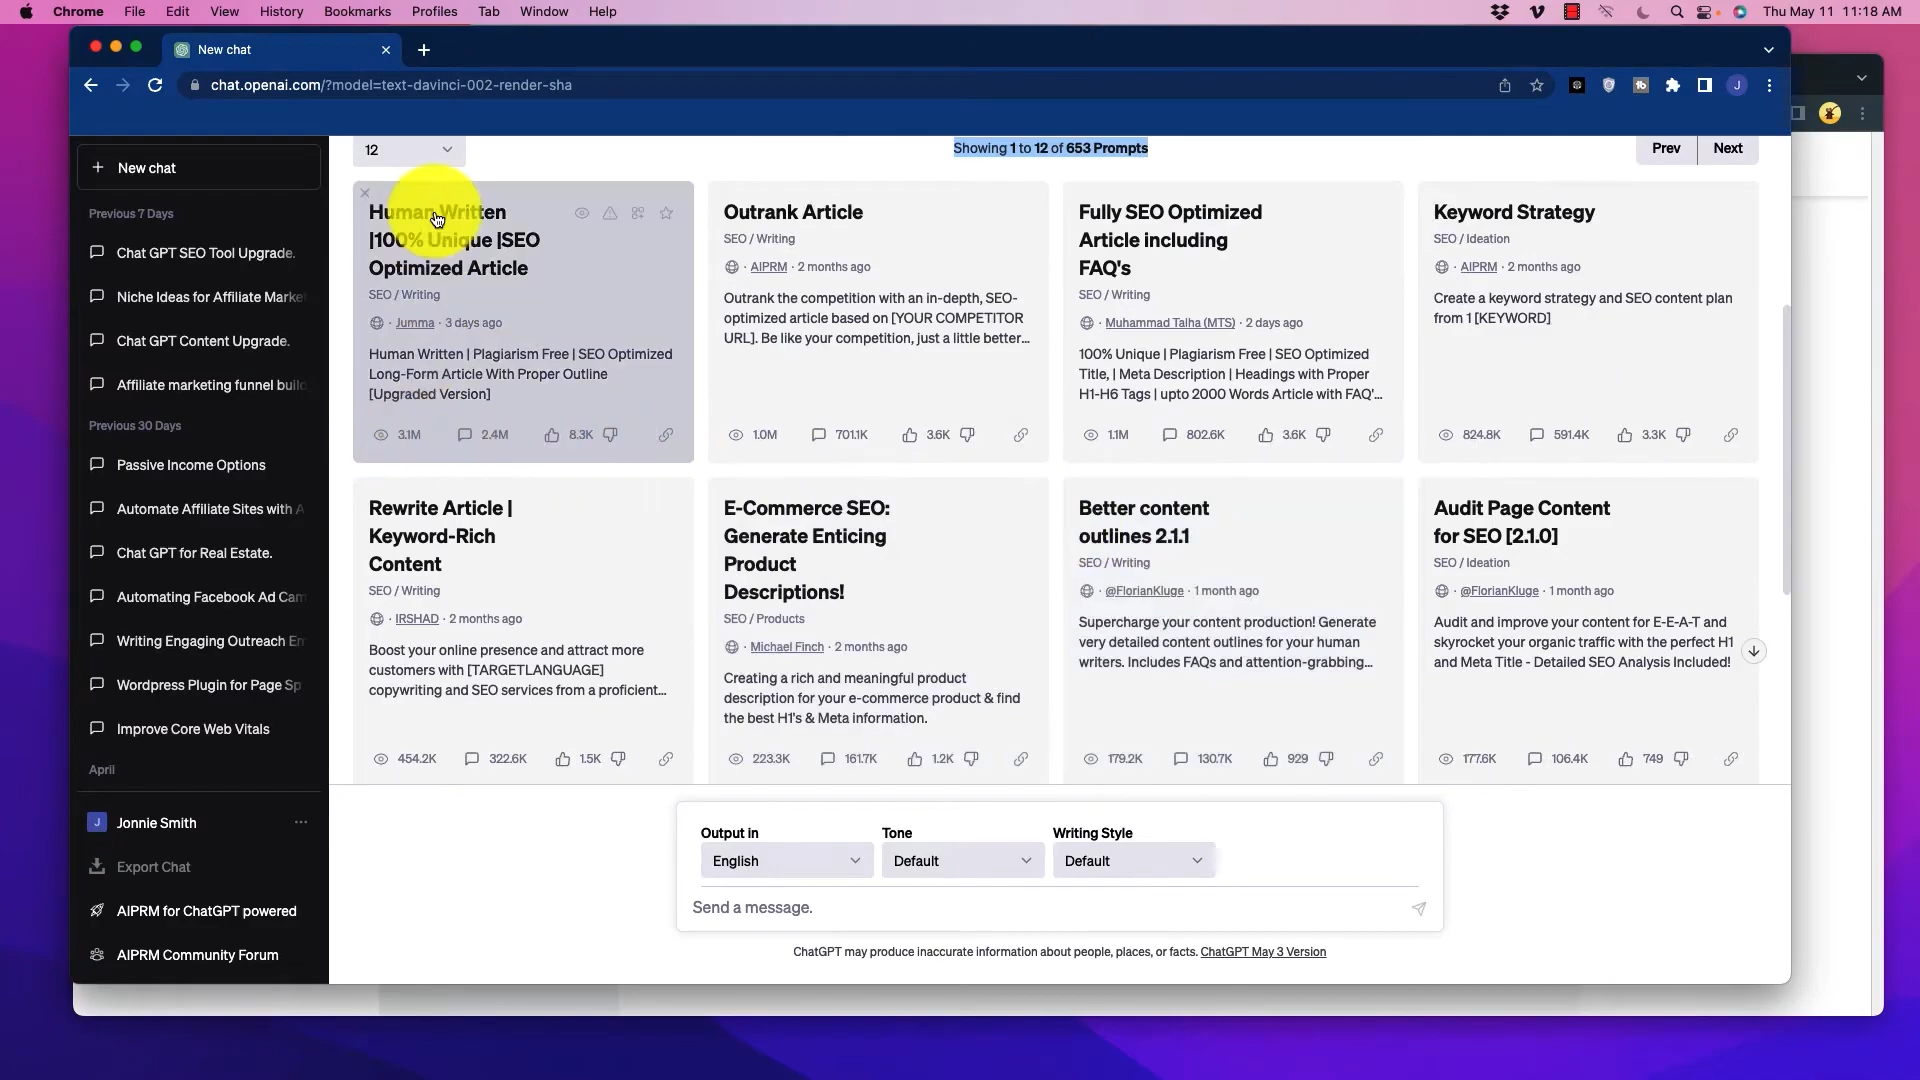 Chrome File Edit View History Bookmarks Profiles Tab Window Help Thu May 11 11:18 AM
New chat
chat.openai.com/?model=text-davinci-002-render-sha
J
New chat
Previous 7 Days
Chat GPT SEO Tool Upgrade.
Niche Ideas for Affiliate Marke
Chat GPT Content Upgrade.
Affiliate marketing funnel buil
Previous 30 Days
Passive Income Options
Automate Affiliate Sites with A
Chat GPT for Real Estate.
Automating Facebook Ad Cam
Writing Engaging Outreach Em
Wordpress Plugin for Page Sp
Improve Core Web Vitals
April
J Jonnie Smith
Export Chat
AIPRM for ChatGPT powered
AIPRM Community Forum
12
Showing 1 to 12 of 653 Prompts
Prev Next
Human Written
|100% Unique |SEO
Optimized Article
SEO / Writing
· Jumma · 3 days ago
Human Written | Plagiarism Free | SEO Optimized
Long-Form Article With Proper Outline
[Upgraded Version]
3.1M 2.4M 8.3K
Outrank Article
SEO / Writing
· AIPRM · 2 months ago
Outrank the competition with an in-depth, SEO-
optimized article based on [YOUR COMPETITOR
URL]. Be like your competition, just a little better...
1.0M 701.1K 3.6K
Fully SEO Optimized
Article including
FAQ's
SEO / Writing
· Muhammad Talha (MTS) · 2 days ago
100% Unique | Plagiarism Free | SEO Optimized
Title, | Meta Description | Headings with Proper
H1-H6 Tags | upto 2000 Words Article with FAQ'...
1.1M 802.6K 3.6K
Keyword Strategy
SEO / Ideation
· AIPRM · 2 months ago
Create a keyword strategy and SEO content plan
from 1 [KEYWORD]
824.8K 591.4K 3.3K
Rewrite Article |
Keyword-Rich
Content
SEO / Writing
· IRSHAD · 2 months ago
Boost your online presence and attract more
customers with [TARGETLANGUAGE]
copywriting and SEO services from a proficient...
454.2K 322.6K 1.5K
E-Commerce SEO:
Generate Enticing
Product
Descriptions!
SEO / Products
· Michael Finch · 2 months ago
Creating a rich and meaningful product
description for your e-commerce product & find
the best H1's & Meta information.
223.3K 161.7K 1.2K
Better content
outlines 2.1.1
SEO / Writing
· @FlorianKluge · 1 month ago
Supercharge your content production! Generate
very detailed content outlines for your human
writers. Includes FAQs and attention-grabbing...
179.2K 130.7K 929
Audit Page Content
for SEO [2.1.0]
SEO / Ideation
· @FlorianKluge · 1 month ago
Audit and improve your content for E-E-A-T and
skyrocket your organic traffic with the perfect H1
and Meta Title - Detailed SEO Analysis Included!
177.6K 106.4K 749
Output in Tone Writing Style
English Default Default
Send a message.
ChatGPT may produce inaccurate information about people, places, or facts. ChatGPT May 3 Version